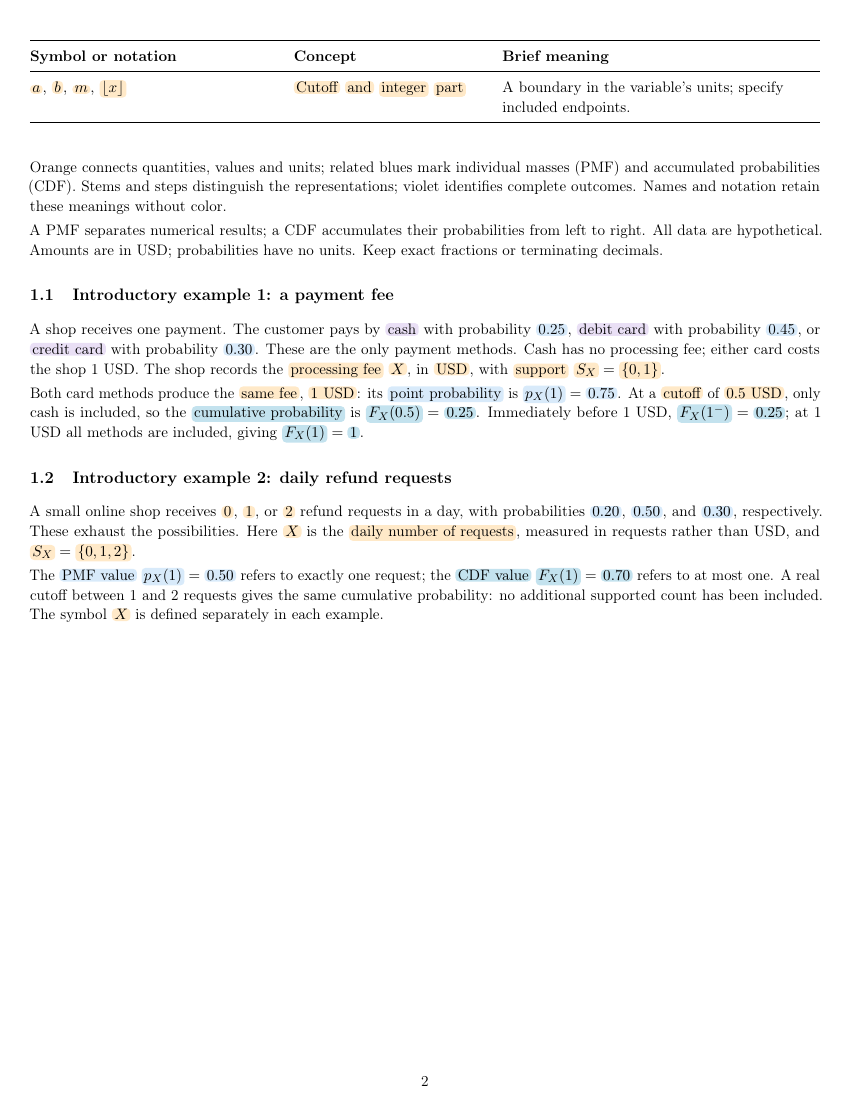 Symbol or notation Concept Brief meaning
a, b, m, ⌊x⌋ Cutoff and integer part A boundary in the variable's units; specify
included endpoints.
Orange connects quantities, values and units; related blues mark individual masses (PMF) and accumulated probabilities
(CDF). Stems and steps distinguish the representations; violet identifies complete outcomes. Names and notation retain
these meanings without color.
A PMF separates numerical results; a CDF accumulates their probabilities from left to right. All data are hypothetical.
Amounts are in USD; probabilities have no units. Keep exact fractions or terminating decimals.
1.1 Introductory example 1: a payment fee
A shop receives one payment. The customer pays by cash with probability 0.25, debit card with probability 0.45, or
credit card with probability 0.30. These are the only payment methods. Cash has no processing fee; either card costs
the shop 1 USD. The shop records the processing fee X, in USD, with support S_X = {0, 1}.
Both card methods produce the same fee, 1 USD: its point probability is p_X(1) = 0.75. At a cutoff of 0.5 USD, only
cash is included, so the cumulative probability is F_X(0.5) = 0.25. Immediately before 1 USD, F_X(1⁻) = 0.25; at 1
USD all methods are included, giving F_X(1) = 1.
1.2 Introductory example 2: daily refund requests
A small online shop receives 0, 1, or 2 refund requests in a day, with probabilities 0.20, 0.50, and 0.30, respectively.
These exhaust the possibilities. Here X is the daily number of requests, measured in requests rather than USD, and
S_X = {0, 1, 2}.
The PMF value p_X(1) = 0.50 refers to exactly one request; the CDF value F_X(1) = 0.70 refers to at most one. A real
cutoff between 1 and 2 requests gives the same cumulative probability: no additional supported count has been included.
The symbol X is defined separately in each example.
2